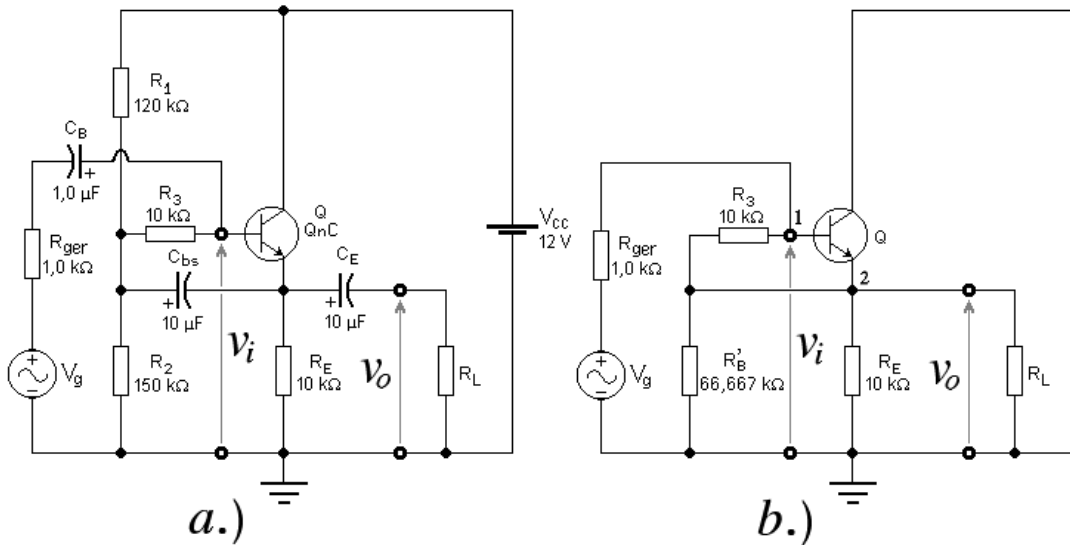 R1
120 kΩ
CB
+
1,0 µF
R3
10 kΩ
Q
QnC
Rger
1,0 kΩ
Cbs
+
10 µF
CE
+
10 µF
VCC
12 V
+
−
Vg
R2
150 kΩ
vi
RE
10 kΩ
vo
RL
a.)
R3
10 kΩ
1
Q
Rger
1,0 kΩ
2
+
−
Vg
R'B
66,667 kΩ
vi
RE
10 kΩ
vo
RL
b.)